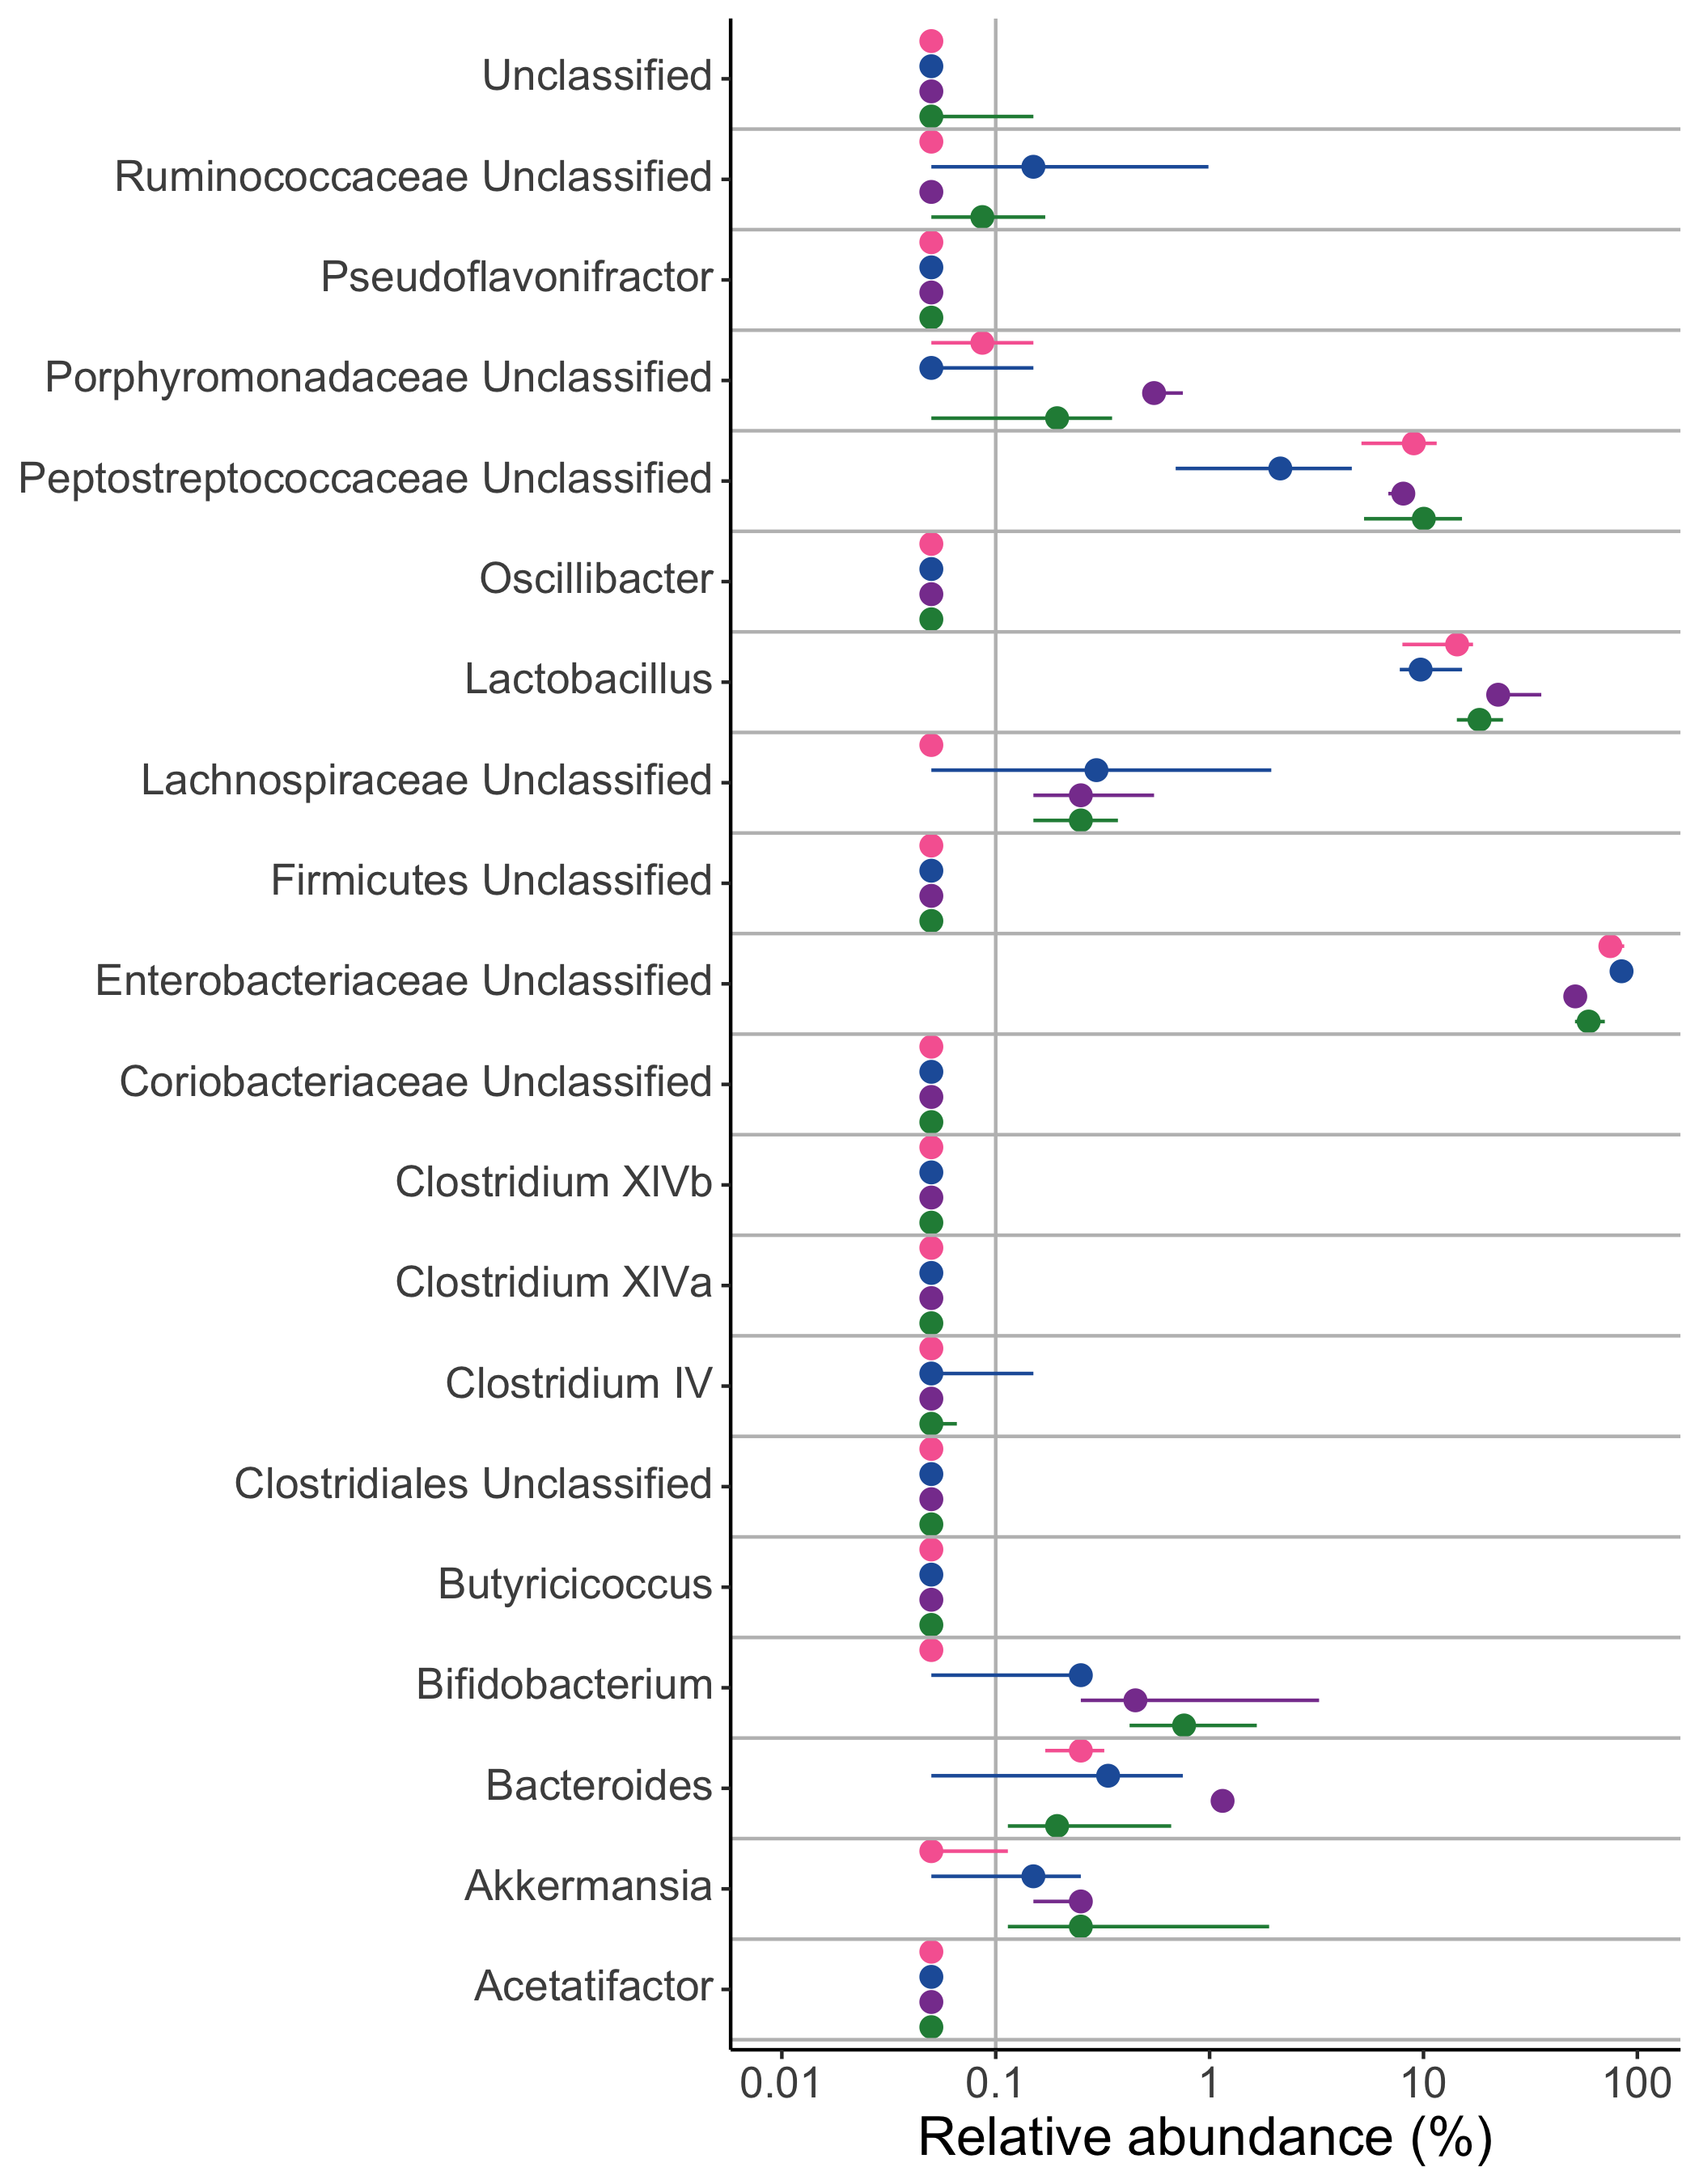 Unclassified
Ruminococcaceae Unclassified
Pseudoflavonifractor
Porphyromonadaceae Unclassified
Peptostreptococcaceae Unclassified
Oscillibacter
Lactobacillus
Lachnospiraceae Unclassified
Firmicutes Unclassified
Enterobacteriaceae Unclassified
Coriobacteriaceae Unclassified
Clostridium XIVb
Clostridium XIVa
Clostridium IV
Clostridiales Unclassified
Butyricicoccus
Bifidobacterium
Bacteroides
Akkermansia
Acetatifactor
0.01 0.1 1 10 100
Relative abundance (%)